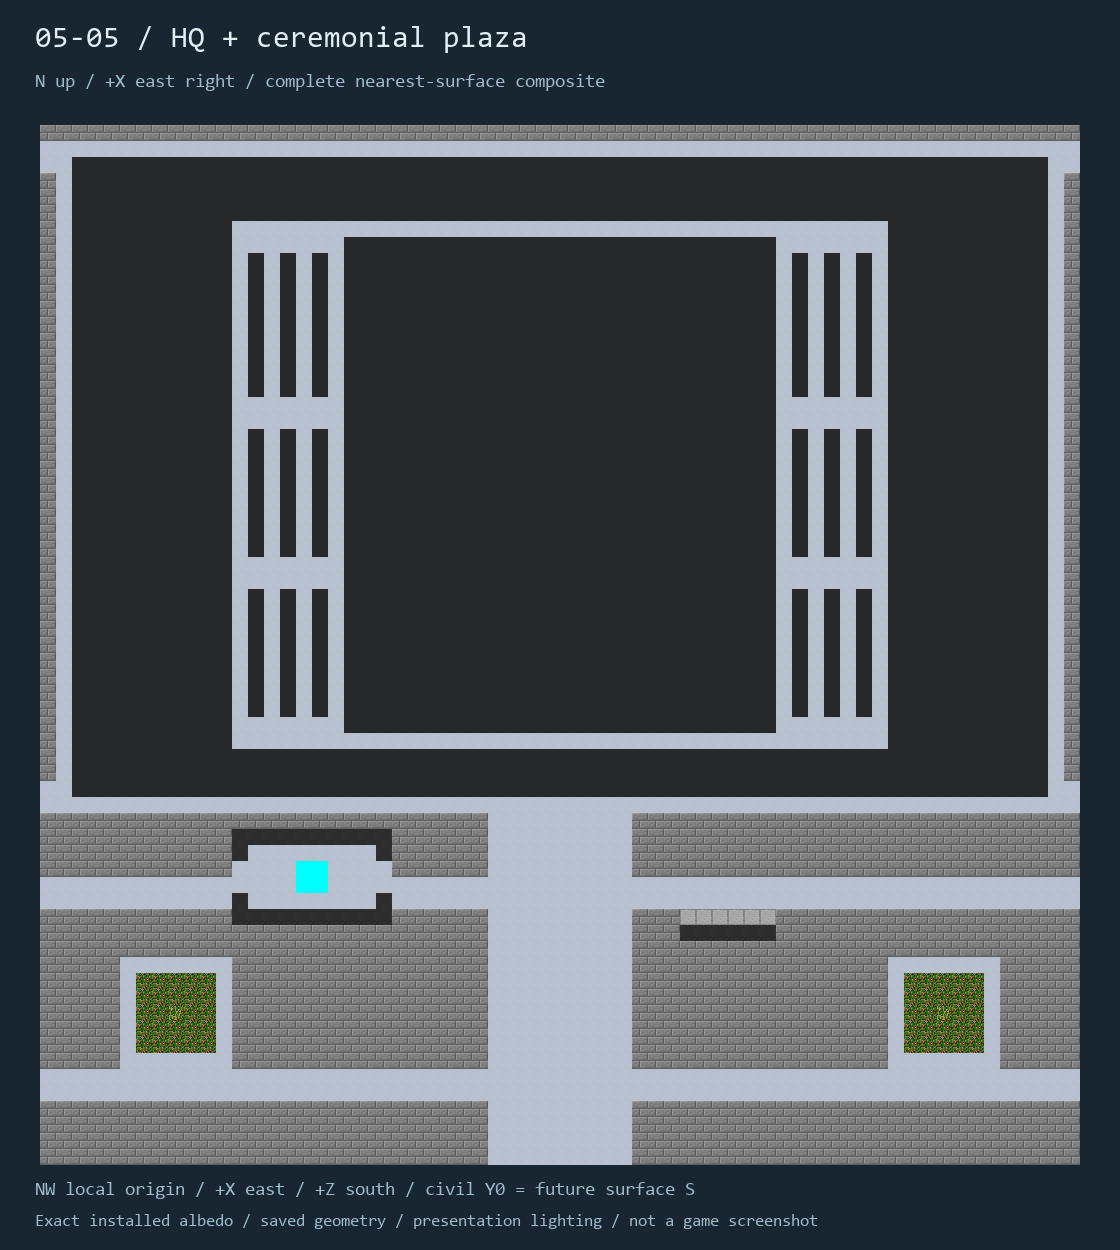 05-05 / HQ + ceremonial plaza
N up / +X east right / complete nearest-surface composite
NW local origin / +X east / +Z south / civil Y0 = future surface S
Exact installed albedo / saved geometry / presentation lighting / not a game screenshot